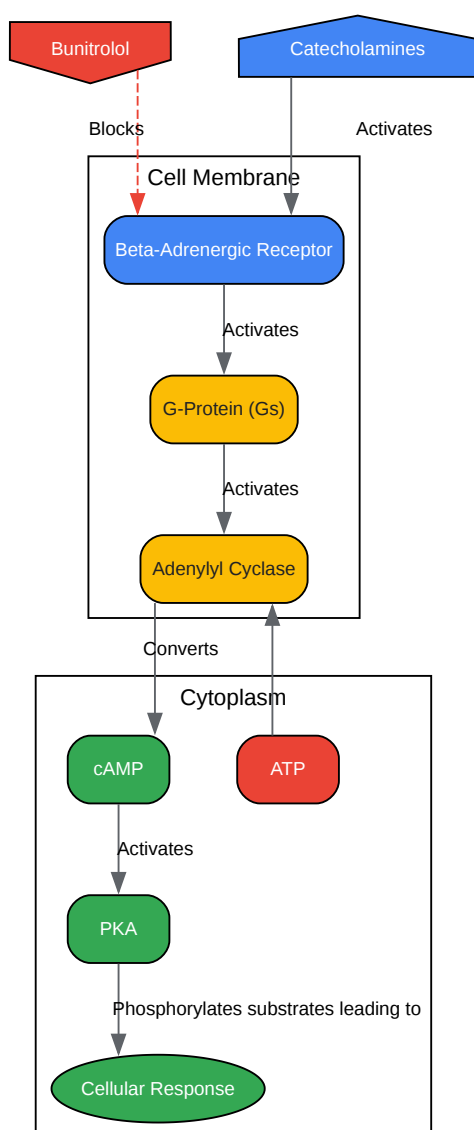 Bunitrolol
Catecholamines
Blocks
Activates
Cell Membrane
Beta-Adrenergic Receptor
Activates
G-Protein (Gs)
Activates
Adenylyl Cyclase
Converts
Cytoplasm
cAMP
ATP
Activates
PKA
Phosphorylates substrates leading to
Cellular Response